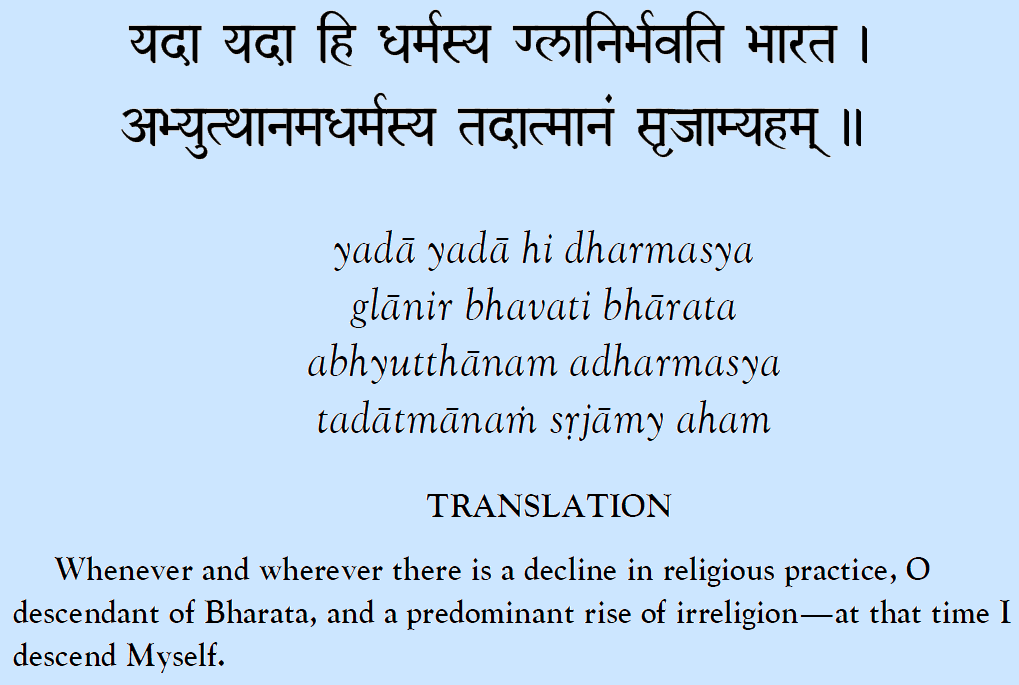 यदा यदा हि धर्मस्य ग्लानिर्भवति भारत ।
अभ्युत्थानमधर्मस्य तदात्मानं सृजाम्यहम् ॥
yadā yadā hi dharmasya
glānir bhavati bhārata
abhyutthānam adharmasya
tadātmānaṁ sṛjāmy aham
TRANSLATION
Whenever and wherever there is a decline in religious practice, O
descendant of Bharata, and a predominant rise of irreligion—at that time I
descend Myself.